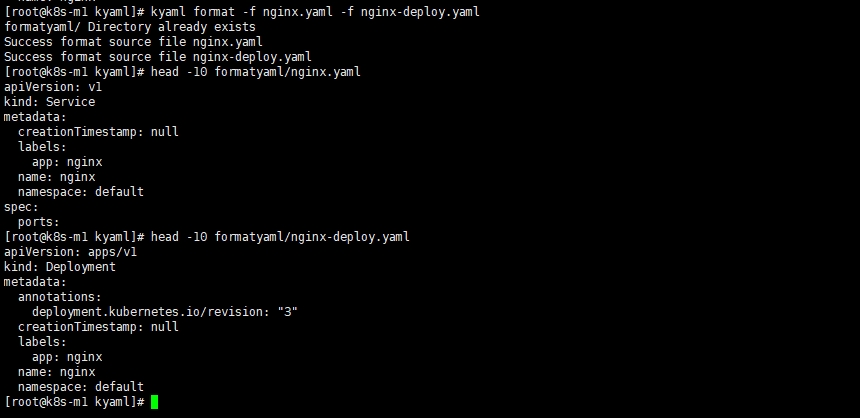 [root@k8s-m1 kyaml]# kyaml format -f nginx.yaml -f nginx-deploy.yaml
formatyaml/ Directory already exists
Success format source file nginx.yaml
Success format source file nginx-deploy.yaml
[root@k8s-m1 kyaml]# head -10 formatyaml/nginx.yaml
apiVersion: v1
kind: Service
metadata:
  creationTimestamp: null
  labels:
    app: nginx
  name: nginx
  namespace: default
spec:
  ports:
[root@k8s-m1 kyaml]# head -10 formatyaml/nginx-deploy.yaml
apiVersion: apps/v1
kind: Deployment
metadata:
  annotations:
    deployment.kubernetes.io/revision: "3"
  creationTimestamp: null
  labels:
    app: nginx
  name: nginx
  namespace: default
[root@k8s-m1 kyaml]#